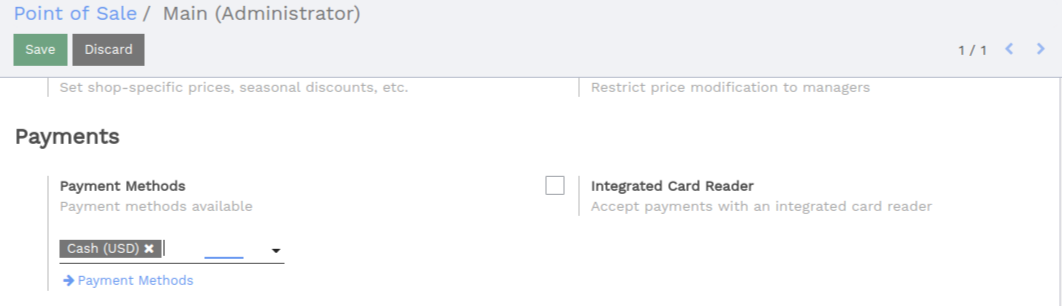 Point of Sale / Main (Administrator)
Save Discard 1 / 1
Set shop-specific prices, seasonal discounts, etc. Restrict price modification to managers
Payments
Payment Methods Integrated Card Reader
Payment methods available Accept payments with an integrated card reader
Cash (USD)
Payment Methods